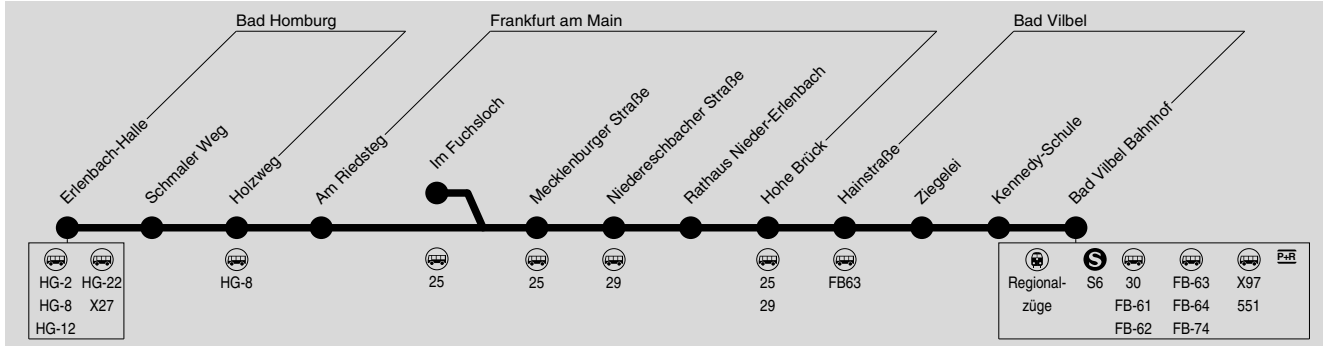 Bad Homburg
Frankfurt am Main
Bad Vilbel
Erlenbach-Halle
Schmaler Weg
Holzweg
Am Riedsteg
Im Fuchsloch
Mecklenburger Straße
Niedereschbacher Straße
Rathaus Nieder-Erlenbach
Hohe Brück
Hainstraße
Ziegelei
Kennedy-Schule
Bad Vilbel Bahnhof
HG-2 HG-22
HG-8 X27
HG-12
HG-8
25
25
29
25
29
FB63
S
P+R
Regional- S6 30 FB-63 X97
züge FB-61 FB-64 551
FB-62 FB-74